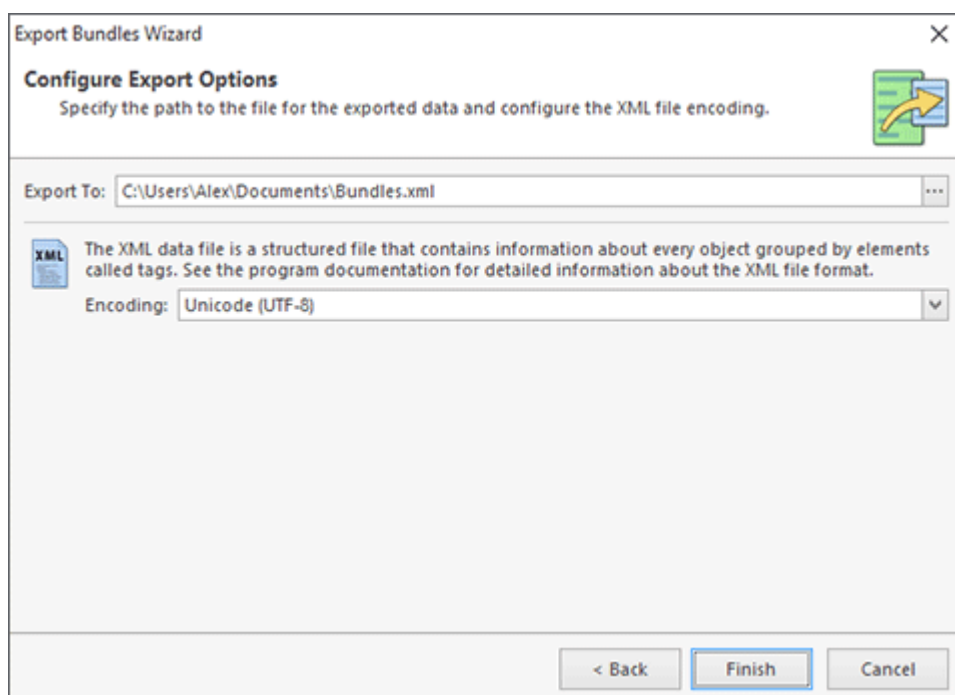 Export Bundles Wizard
Configure Export Options
Specify the path to the file for the exported data and configure the XML file encoding.
Export To: C:\Users\Alex\Documents\Bundles.xml ...
XML
The XML data file is a structured file that contains information about every object grouped by elements
called tags. See the program documentation for detailed information about the XML file format.
Encoding: Unicode (UTF-8)
< Back Finish Cancel